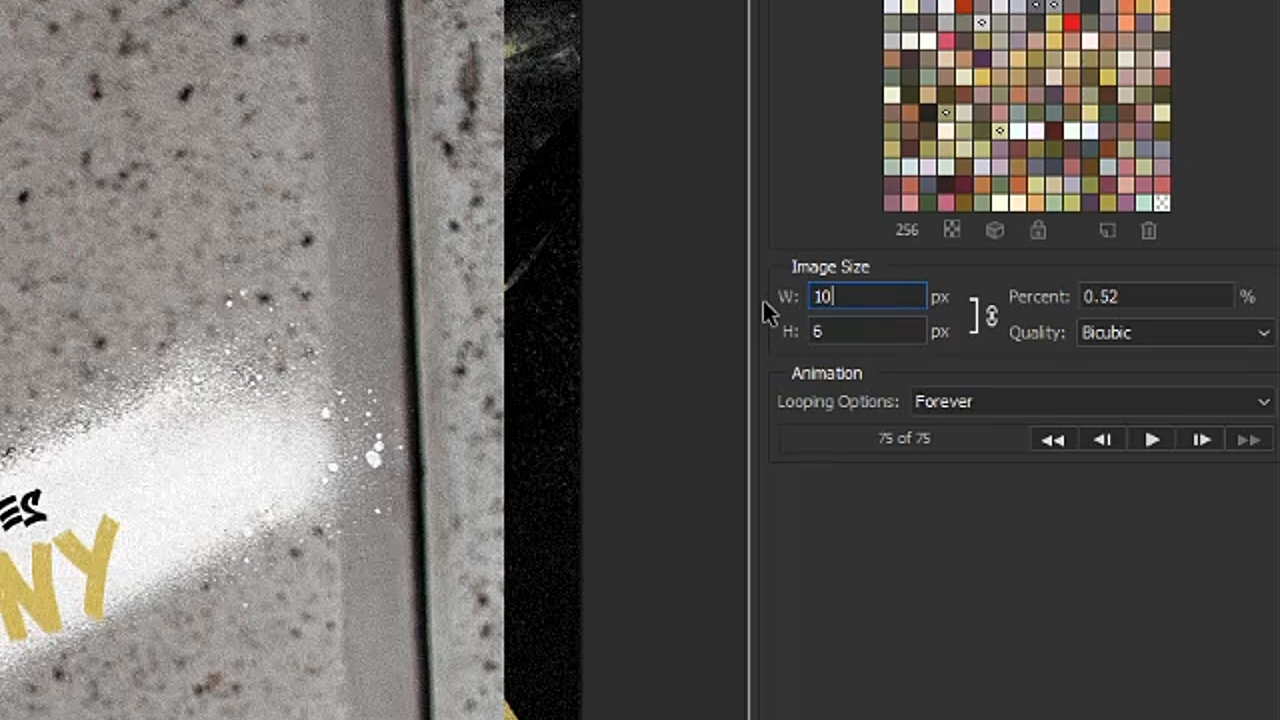 256
Image Size
W: 10 px
Percent: 0.52 %
H: 6 px
Quality: Bicubic
Animation
Looping Options: Forever
75 of 75
ES
NY